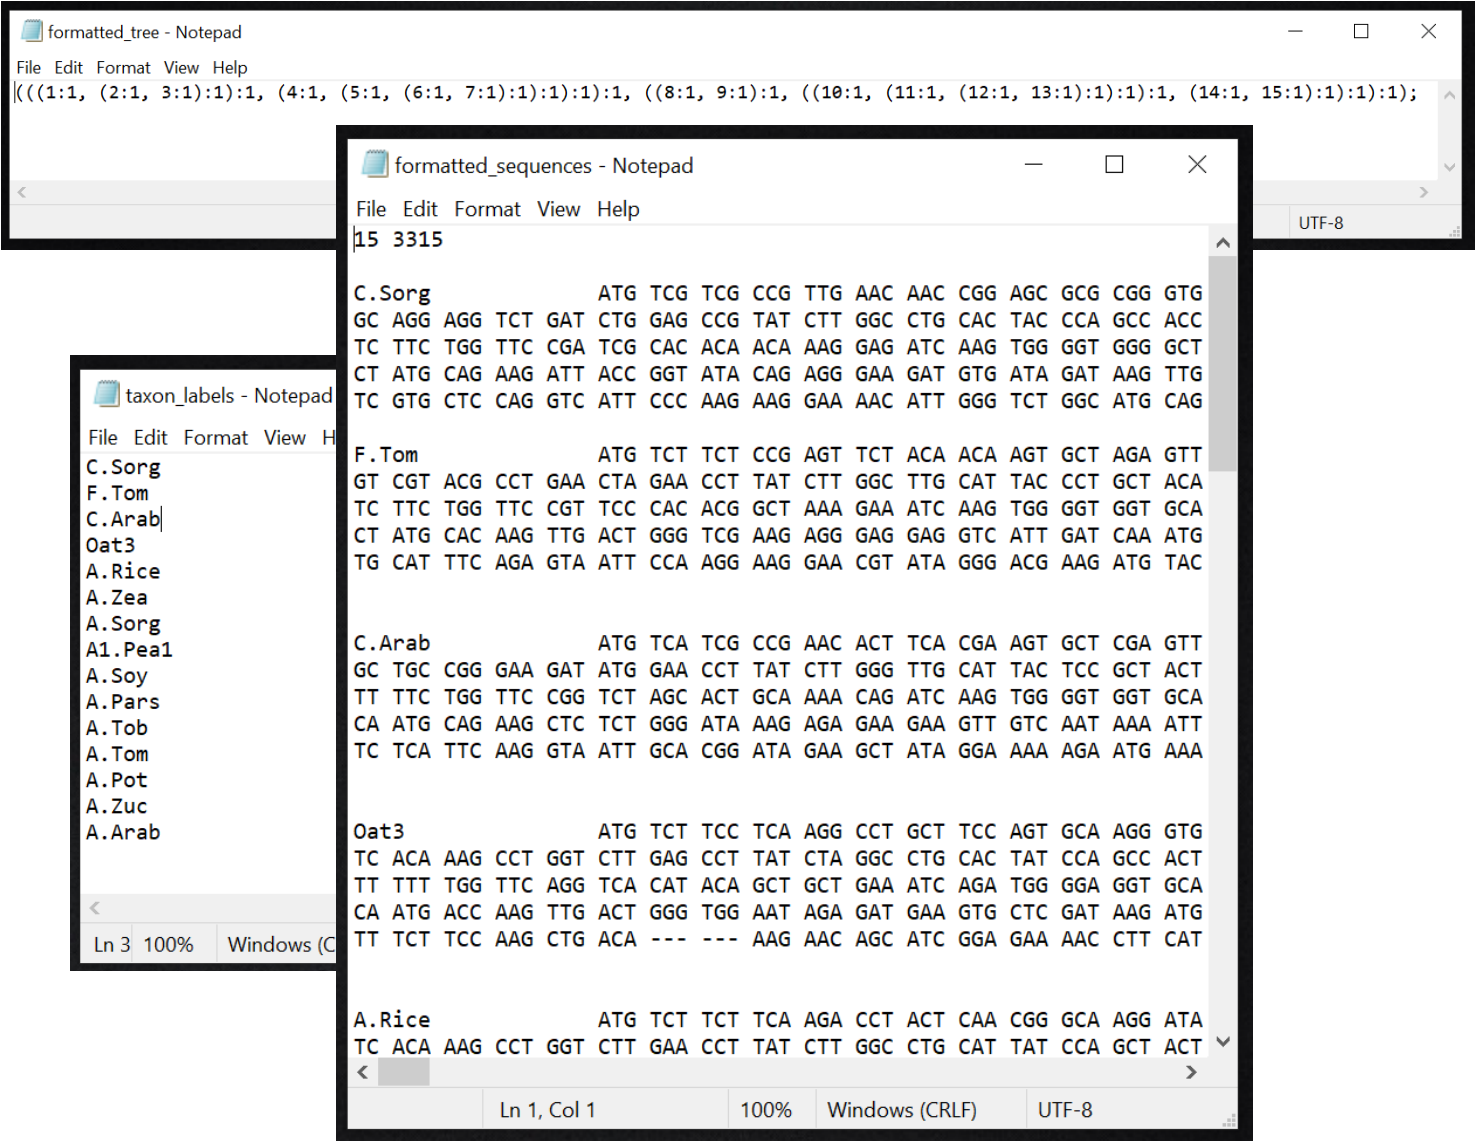 formatted_tree - Notepad
File Edit Format View Help
(((1:1, (2:1, 3:1):1):1, (4:1, (5:1, (6:1, 7:1):1):1):1):1, ((8:1, 9:1):1, ((10:1, (11:1, (12:1, 13:1):1):1):1, (14:1, 15:1):1):1):1);
UTF-8
formatted_sequences - Notepad
File Edit Format View Help
15 3315
C.Sorg ATG TCG TCG CCG TTG AAC AAC CGG AGC GCG CGG GTG
GC AGG AGG TCT GAT CTG GAG CCG TAT CTT GGC CTG CAC TAC CCA GCC ACC
TC TTC TGG TTC CGA TCG CAC ACA ACA AAG GAG ATC AAG TGG GGT GGG GCT
CT ATG CAG AAG ATT ACC GGT ATA CAG AGG GAA GAT GTG ATA GAT AAG TTG
TC GTG CTC CAG GTC ATT CCC AAG AAG GAA AAC ATT GGG TCT GGC ATG CAG
F.Tom ATG TCT TCT CCG AGT TCT ACA ACA AGT GCT AGA GTT
GT CGT ACG CCT GAA CTA GAA CCT TAT CTT GGC TTG CAT TAC CCT GCT ACA
TC TTC TGG TTC CGT TCC CAC ACG GCT AAA GAA ATC AAG TGG GGT GGT GCA
CT ATG CAC AAG TTG ACT GGG TCG AAG AGG GAG GAG GTC ATT GAT CAA ATG
TG CAT TTC AGA GTA ATT CCA AGG AAG GAA CGT ATA GGG ACG AAG ATG TAC
C.Arab ATG TCA TCG CCG AAC ACT TCA CGA AGT GCT CGA GTT
GC TGC CGG GAA GAT ATG GAA CCT TAT CTT GGG TTG CAT TAC TCC GCT ACT
TT TTC TGG TTC CGG TCT AGC ACT GCA AAA CAG ATC AAG TGG GGT GGT GCA
CA ATG CAG AAG CTC TCT GGG ATA AAG AGA GAA GAA GTT GTC AAT AAA ATT
TC TCA TTC AAG GTA ATT GCA CGG ATA GAA GCT ATA GGA AAA AGA ATG AAA
Oat3 ATG TCT TCC TCA AGG CCT GCT TCC AGT GCA AGG GTG
TC ACA AAG CCT GGT CTT GAG CCT TAT CTA GGC CTG CAC TAT CCA GCC ACT
TT TTT TGG TTC AGG TCA CAT ACA GCT GCT GAA ATC AGA TGG GGA GGT GCA
CA ATG ACC AAG TTG ACT GGG TGG AAT AGA GAT GAA GTG CTC GAT AAG ATG
TT TCT TCC AAG CTG ACA --- --- AAG AAC AGC ATC GGA GAA AAC CTT CAT
A.Rice ATG TCT TCT TCA AGA CCT ACT CAA CGG GCA AGG ATA
TC ACA AAG CCT GGT CTT GAA CCT TAT CTT GGC CTG CAT TAT CCA GCT ACT
Ln 1, Col 1 100% Windows (CRLF) UTF-8
taxon_labels - Notepad
File Edit Format View H
C.Sorg
F.Tom
C.Arab
Oat3
A.Rice
A.Zea
A.Sorg
A1.Pea1
A.Soy
A.Pars
A.Tob
A.Tom
A.Pot
A.Zuc
A.Arab
Ln 3 100% Windows (C